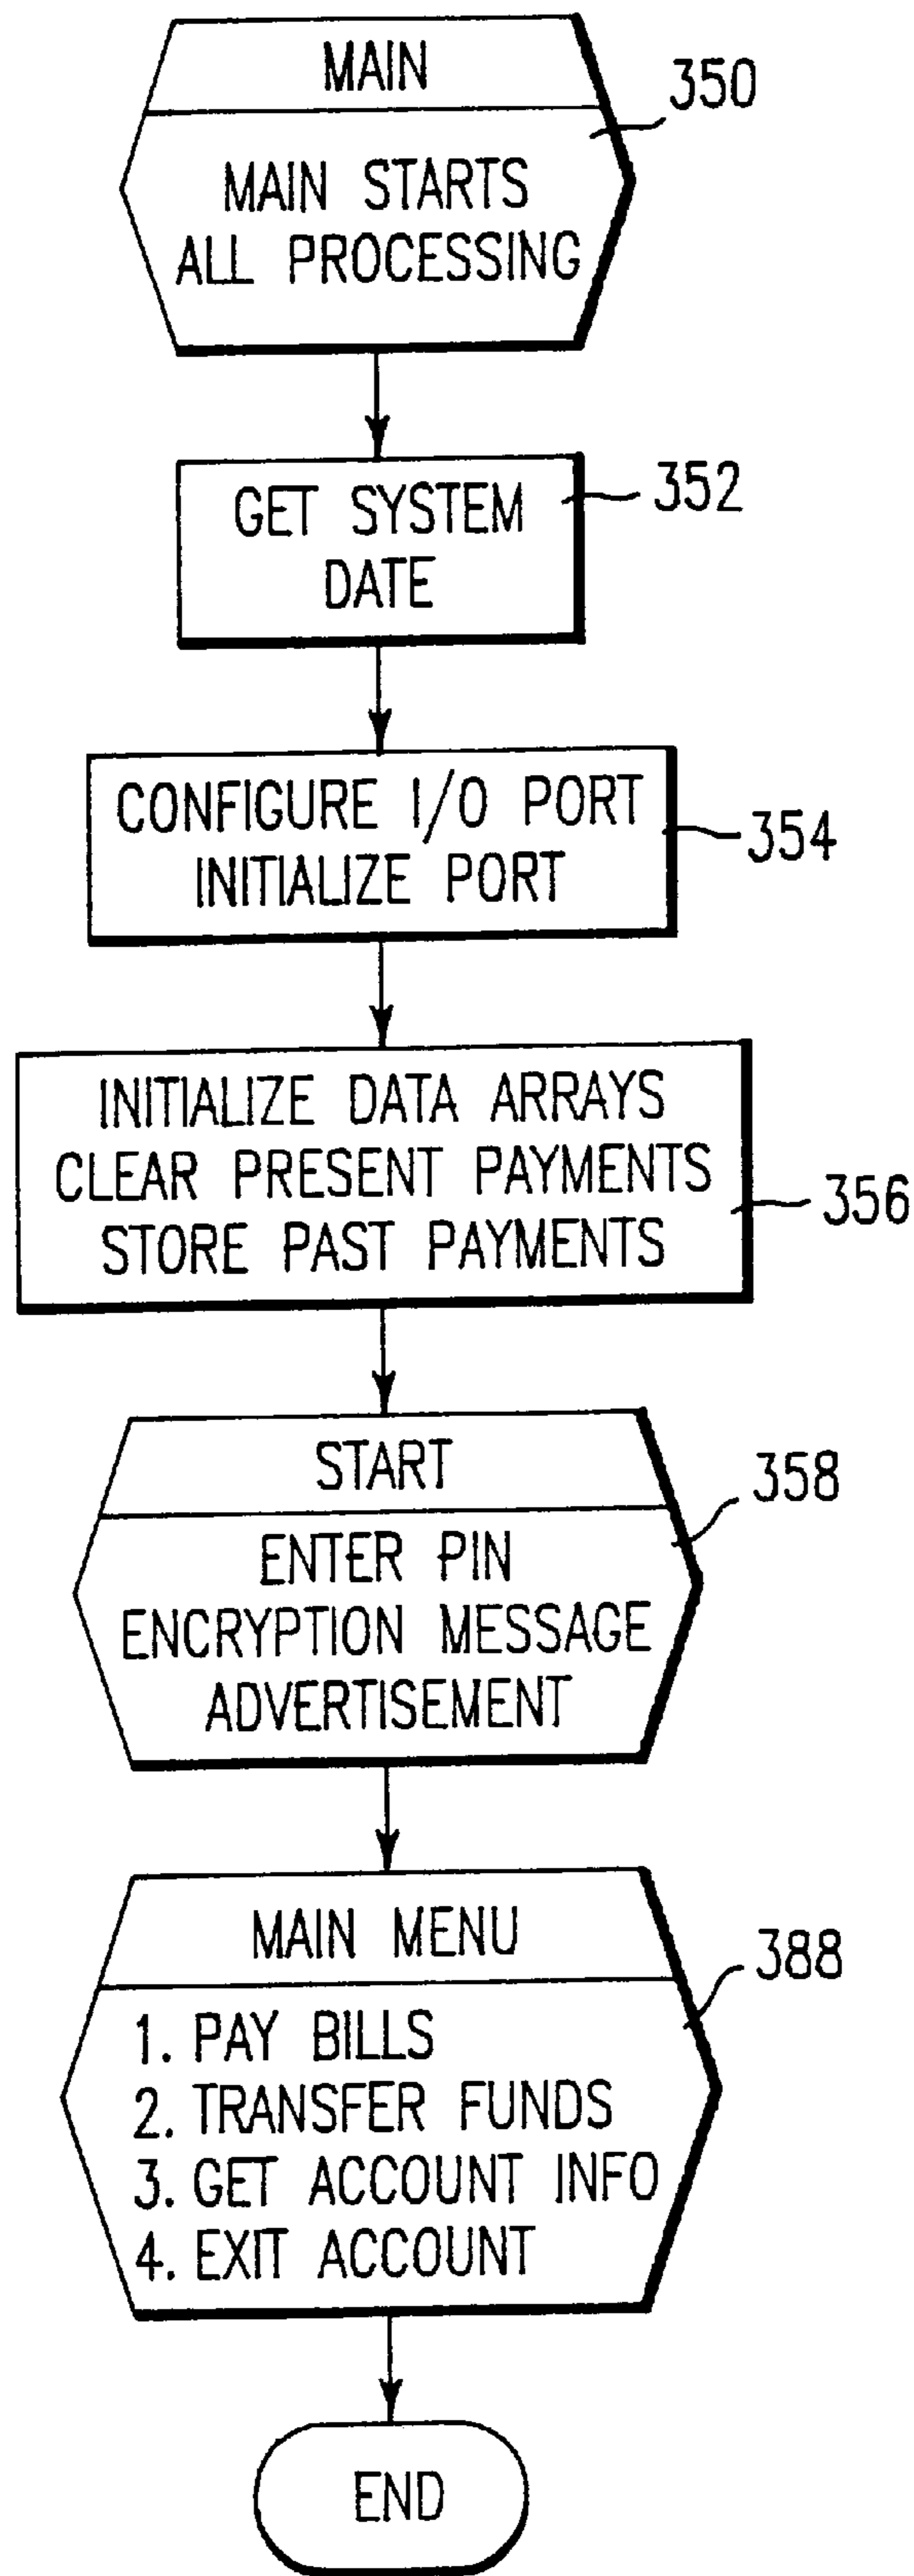 MAIN
350
MAIN STARTS
ALL PROCESSING
GET SYSTEM
DATE
352
CONFIGURE I/O PORT
INITIALIZE PORT
354
INITIALIZE DATA ARRAYS
CLEAR PRESENT PAYMENTS
STORE PAST PAYMENTS
356
START
358
ENTER PIN
ENCRYPTION MESSAGE
ADVERTISEMENT
MAIN MENU
388
1. PAY BILLS
2. TRANSFER FUNDS
3. GET ACCOUNT INFO
4. EXIT ACCOUNT
END